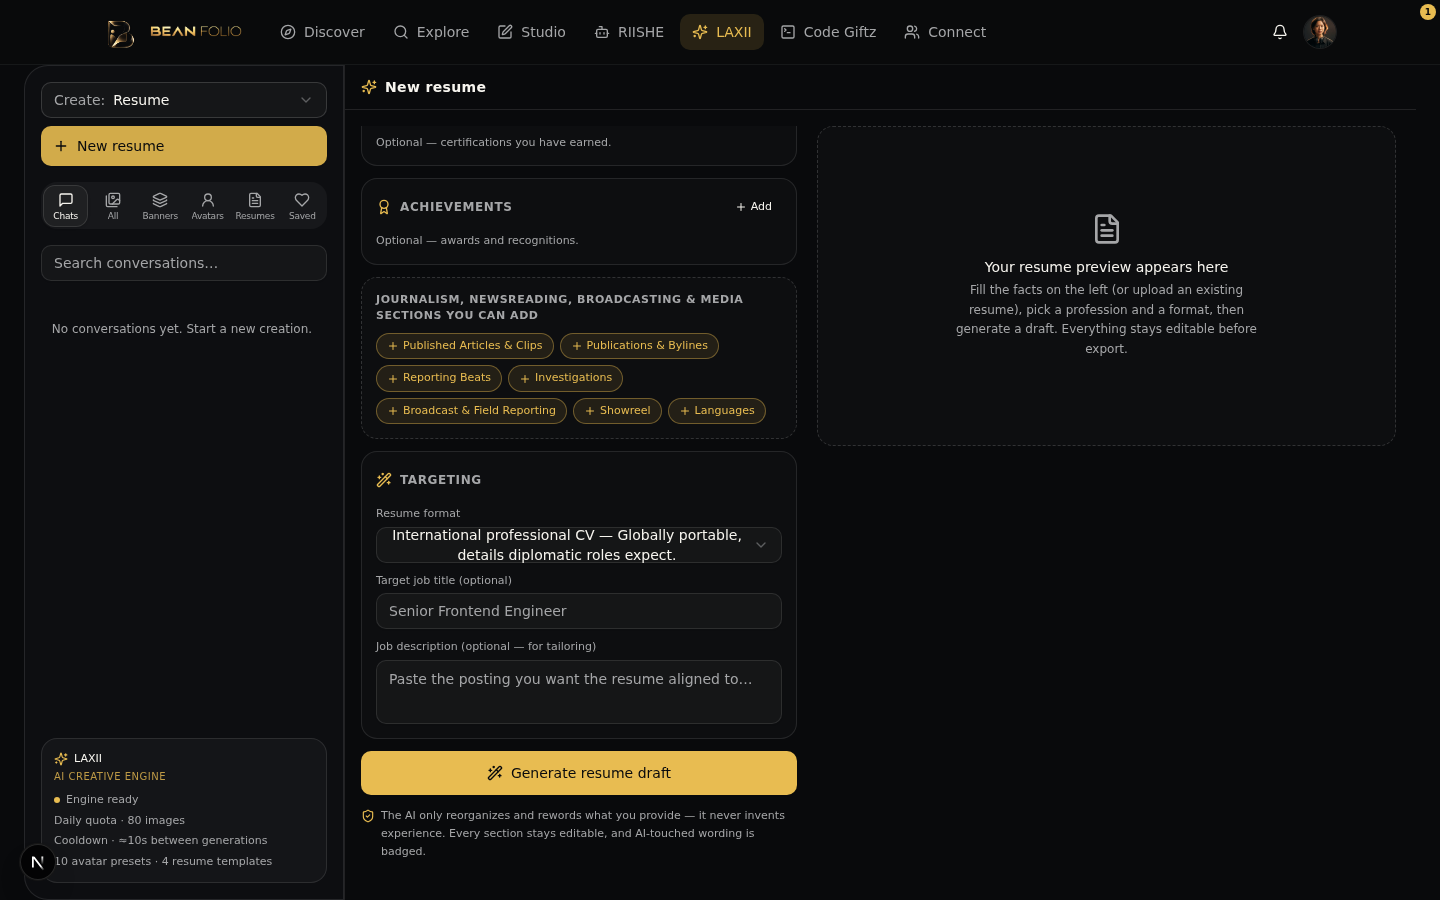 BEAN FOLIO
Discover
Explore
Studio
RIISHE
LAXII
Code Giftz
Connect
1
Create: Resume
New resume
Chats
All
Banners
Avatars
Resumes
Saved
Search conversations...
No conversations yet. Start a new creation.
LAXII
AI CREATIVE ENGINE
Engine ready
Daily quota · 80 images
Cooldown · ≈10s between generations
10 avatar presets · 4 resume templates
N
New resume
Optional — certifications you have earned.
ACHIEVEMENTS
Add
Optional — awards and recognitions.
JOURNALISM, NEWSREADING, BROADCASTING & MEDIA
SECTIONS YOU CAN ADD
Published Articles & Clips
Publications & Bylines
Reporting Beats
Investigations
Broadcast & Field Reporting
Showreel
Languages
TARGETING
Resume format
International professional CV — Globally portable,
details diplomatic roles expect.
Target job title (optional)
Senior Frontend Engineer
Job description (optional — for tailoring)
Paste the posting you want the resume aligned to...
Generate resume draft
The AI only reorganizes and rewords what you provide — it never invents
experience. Every section stays editable, and AI-touched wording is
badged.
Your resume preview appears here
Fill the facts on the left (or upload an existing
resume), pick a profession and a format, then
generate a draft. Everything stays editable before
export.